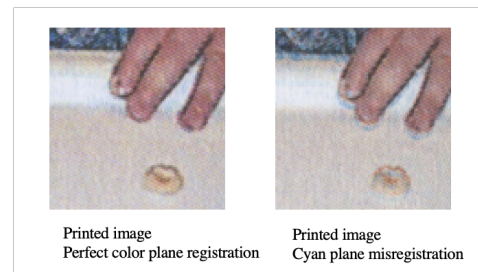 Printed image
Perfect color plane registration
Printed image
Cyan plane misregistration